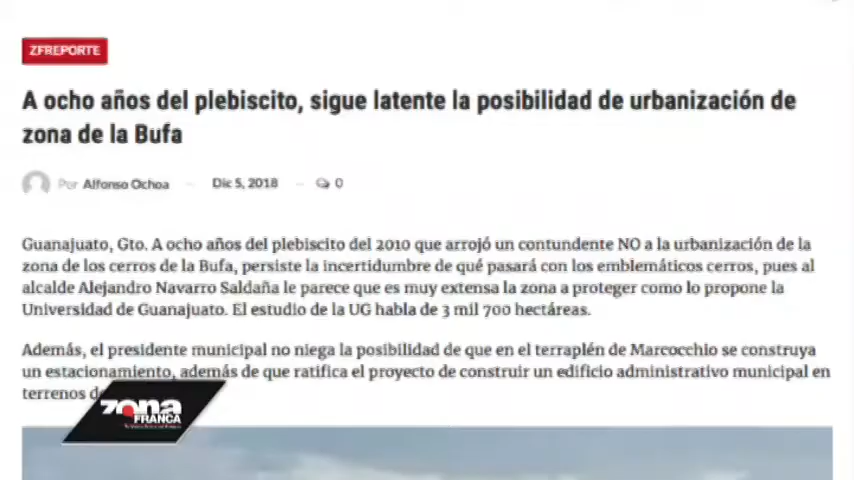 ZFREPORTE
A ocho años del plebiscito, sigue latente la posibilidad de urbanización de
zona de la Bufa
Por Alfonso Ochoa — Dic 5, 2018 — 0
Guanajuato, Gto. A ocho años del plebiscito del 2010 que arrojó un contundente NO a la urbanización de la
zona de los cerros de la Bufa, persiste la incertidumbre de qué pasará con los emblemáticos cerros, pues al
alcalde Alejandro Navarro Saldaña le parece que es muy extensa la zona a proteger como lo propone la
Universidad de Guanajuato. El estudio de la UG habla de 3 mil 700 hectáreas.
Además, el presidente municipal no niega la posibilidad de que en el terraplén de Marcocchio se construya
un estacionamiento, además de que ratifica el proyecto de construir un edificio administrativo municipal en
terrenos
zona
FRANCA